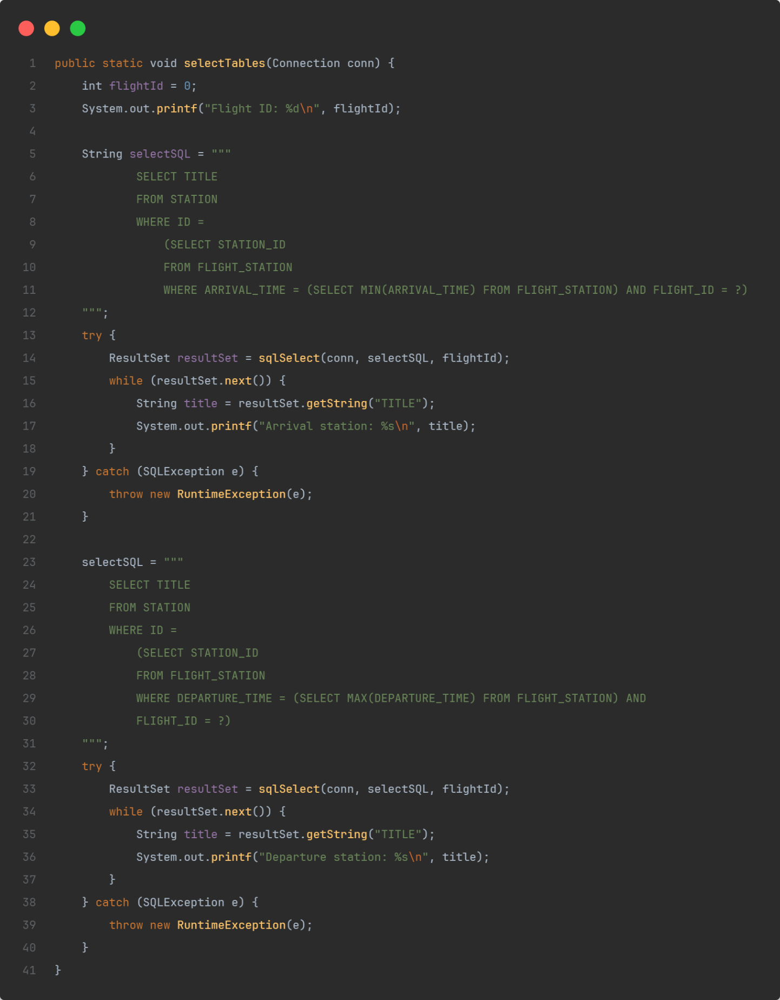 1 public static void selectTables(Connection conn) {
2     int flightId = 0;
3     System.out.printf("Flight ID: %d\n", flightId);
4
5     String selectSQL = """
6             SELECT TITLE
7             FROM STATION
8             WHERE ID =
9                 (SELECT STATION_ID
10                 FROM FLIGHT_STATION
11                 WHERE ARRIVAL_TIME = (SELECT MIN(ARRIVAL_TIME) FROM FLIGHT_STATION) AND FLIGHT_ID = ?)
12     """;
13     try {
14         ResultSet resultSet = sqlSelect(conn, selectSQL, flightId);
15         while (resultSet.next()) {
16             String title = resultSet.getString("TITLE");
17             System.out.printf("Arrival station: %s\n", title);
18         }
19     } catch (SQLException e) {
20         throw new RuntimeException(e);
21     }
22
23     selectSQL = """
24         SELECT TITLE
25         FROM STATION
26         WHERE ID =
27             (SELECT STATION_ID
28             FROM FLIGHT_STATION
29             WHERE DEPARTURE_TIME = (SELECT MAX(DEPARTURE_TIME) FROM FLIGHT_STATION) AND
30             FLIGHT_ID = ?)
31     """;
32     try {
33         ResultSet resultSet = sqlSelect(conn, selectSQL, flightId);
34         while (resultSet.next()) {
35             String title = resultSet.getString("TITLE");
36             System.out.printf("Departure station: %s\n", title);
37         }
38     } catch (SQLException e) {
39         throw new RuntimeException(e);
40     }
41 }